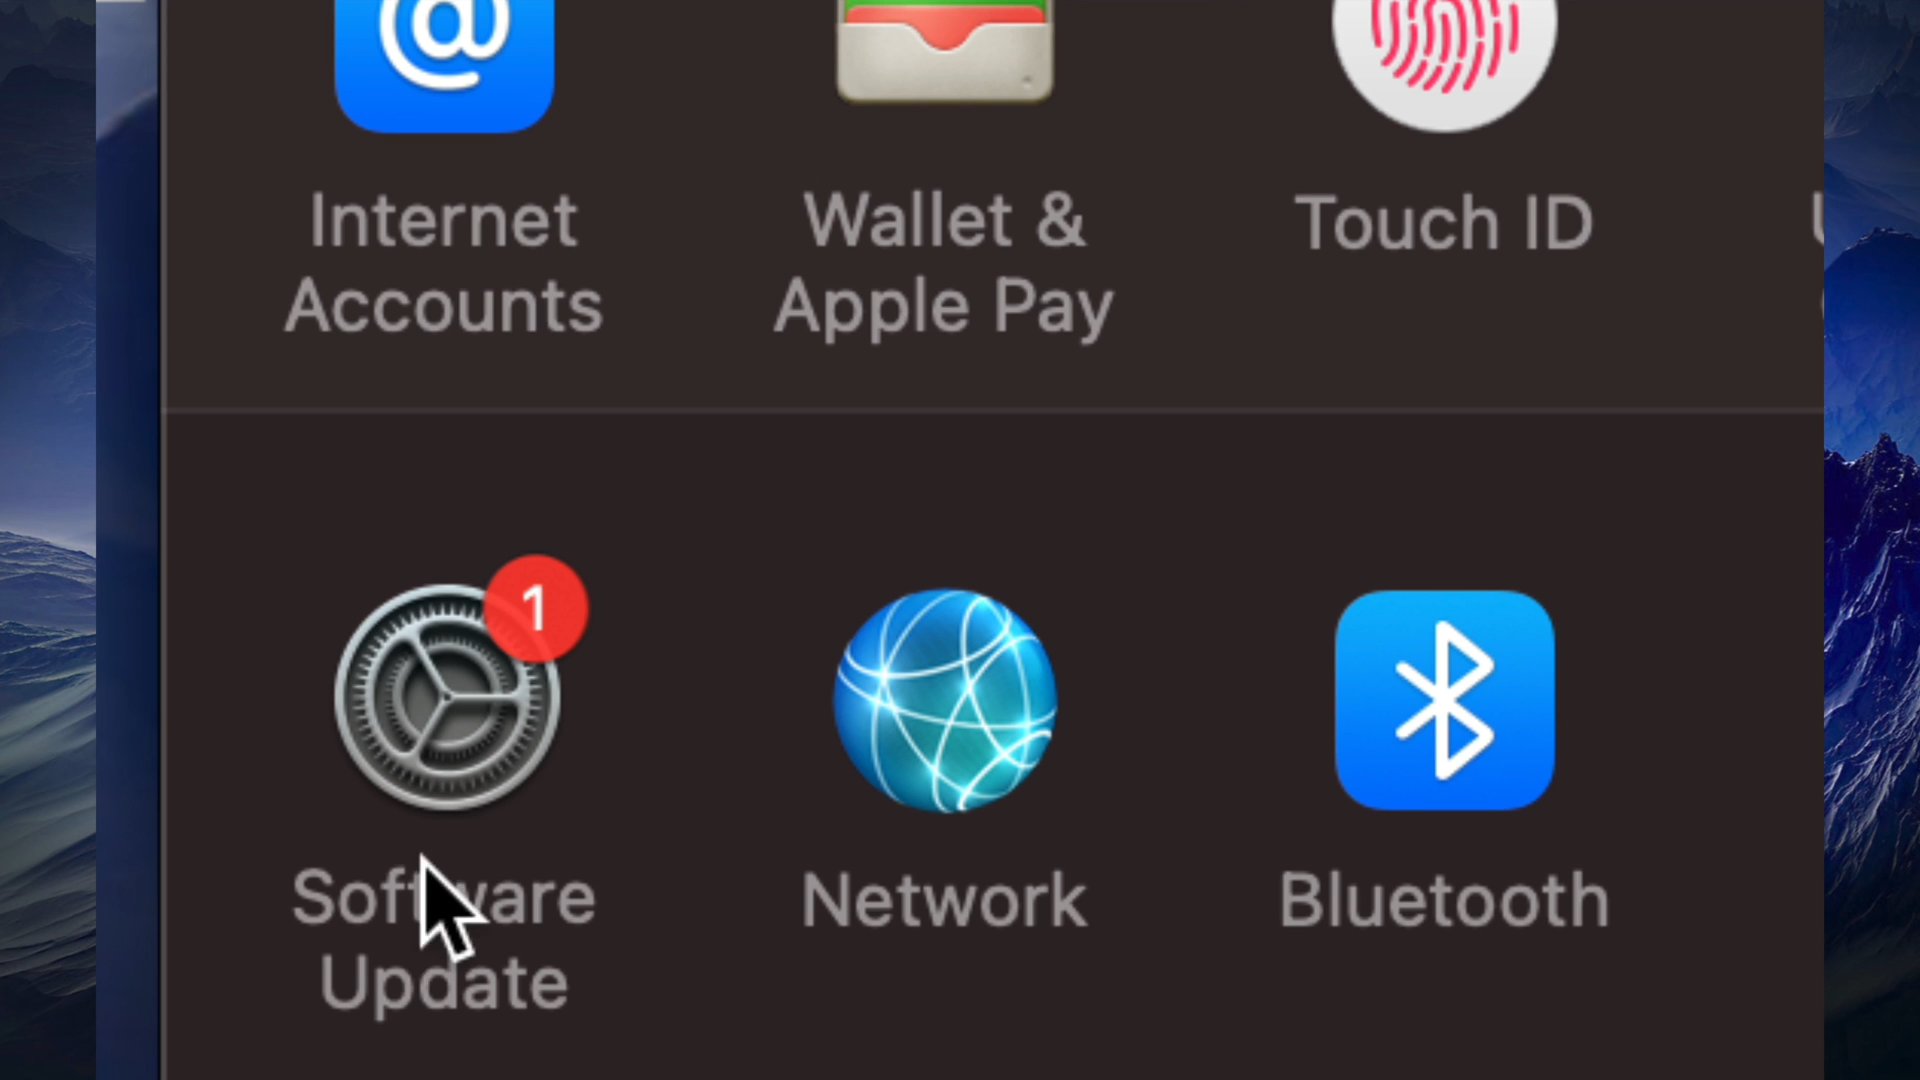 @
Internet
Accounts
Wallet &
Apple Pay
Touch ID
1
Software
Update
Network
Bluetooth